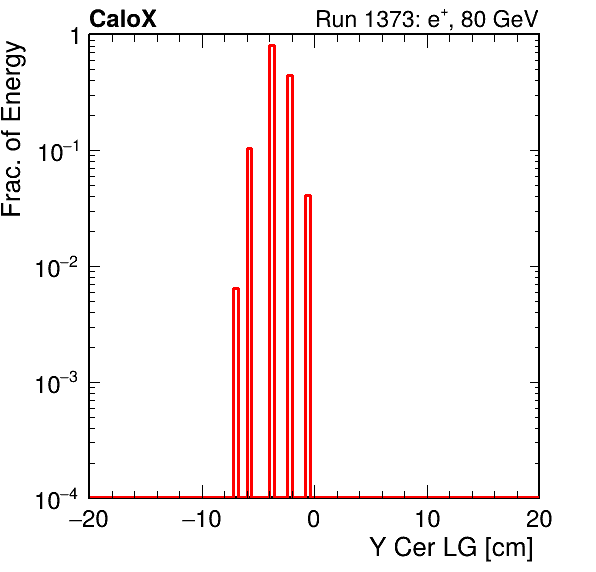 CaloX Run 1373: e⁺, 80 GeV
Frac. of Energy
1
10⁻¹
10⁻²
10⁻³
10⁻⁴
−20 −10 0 10 20
Y Cer LG [cm]